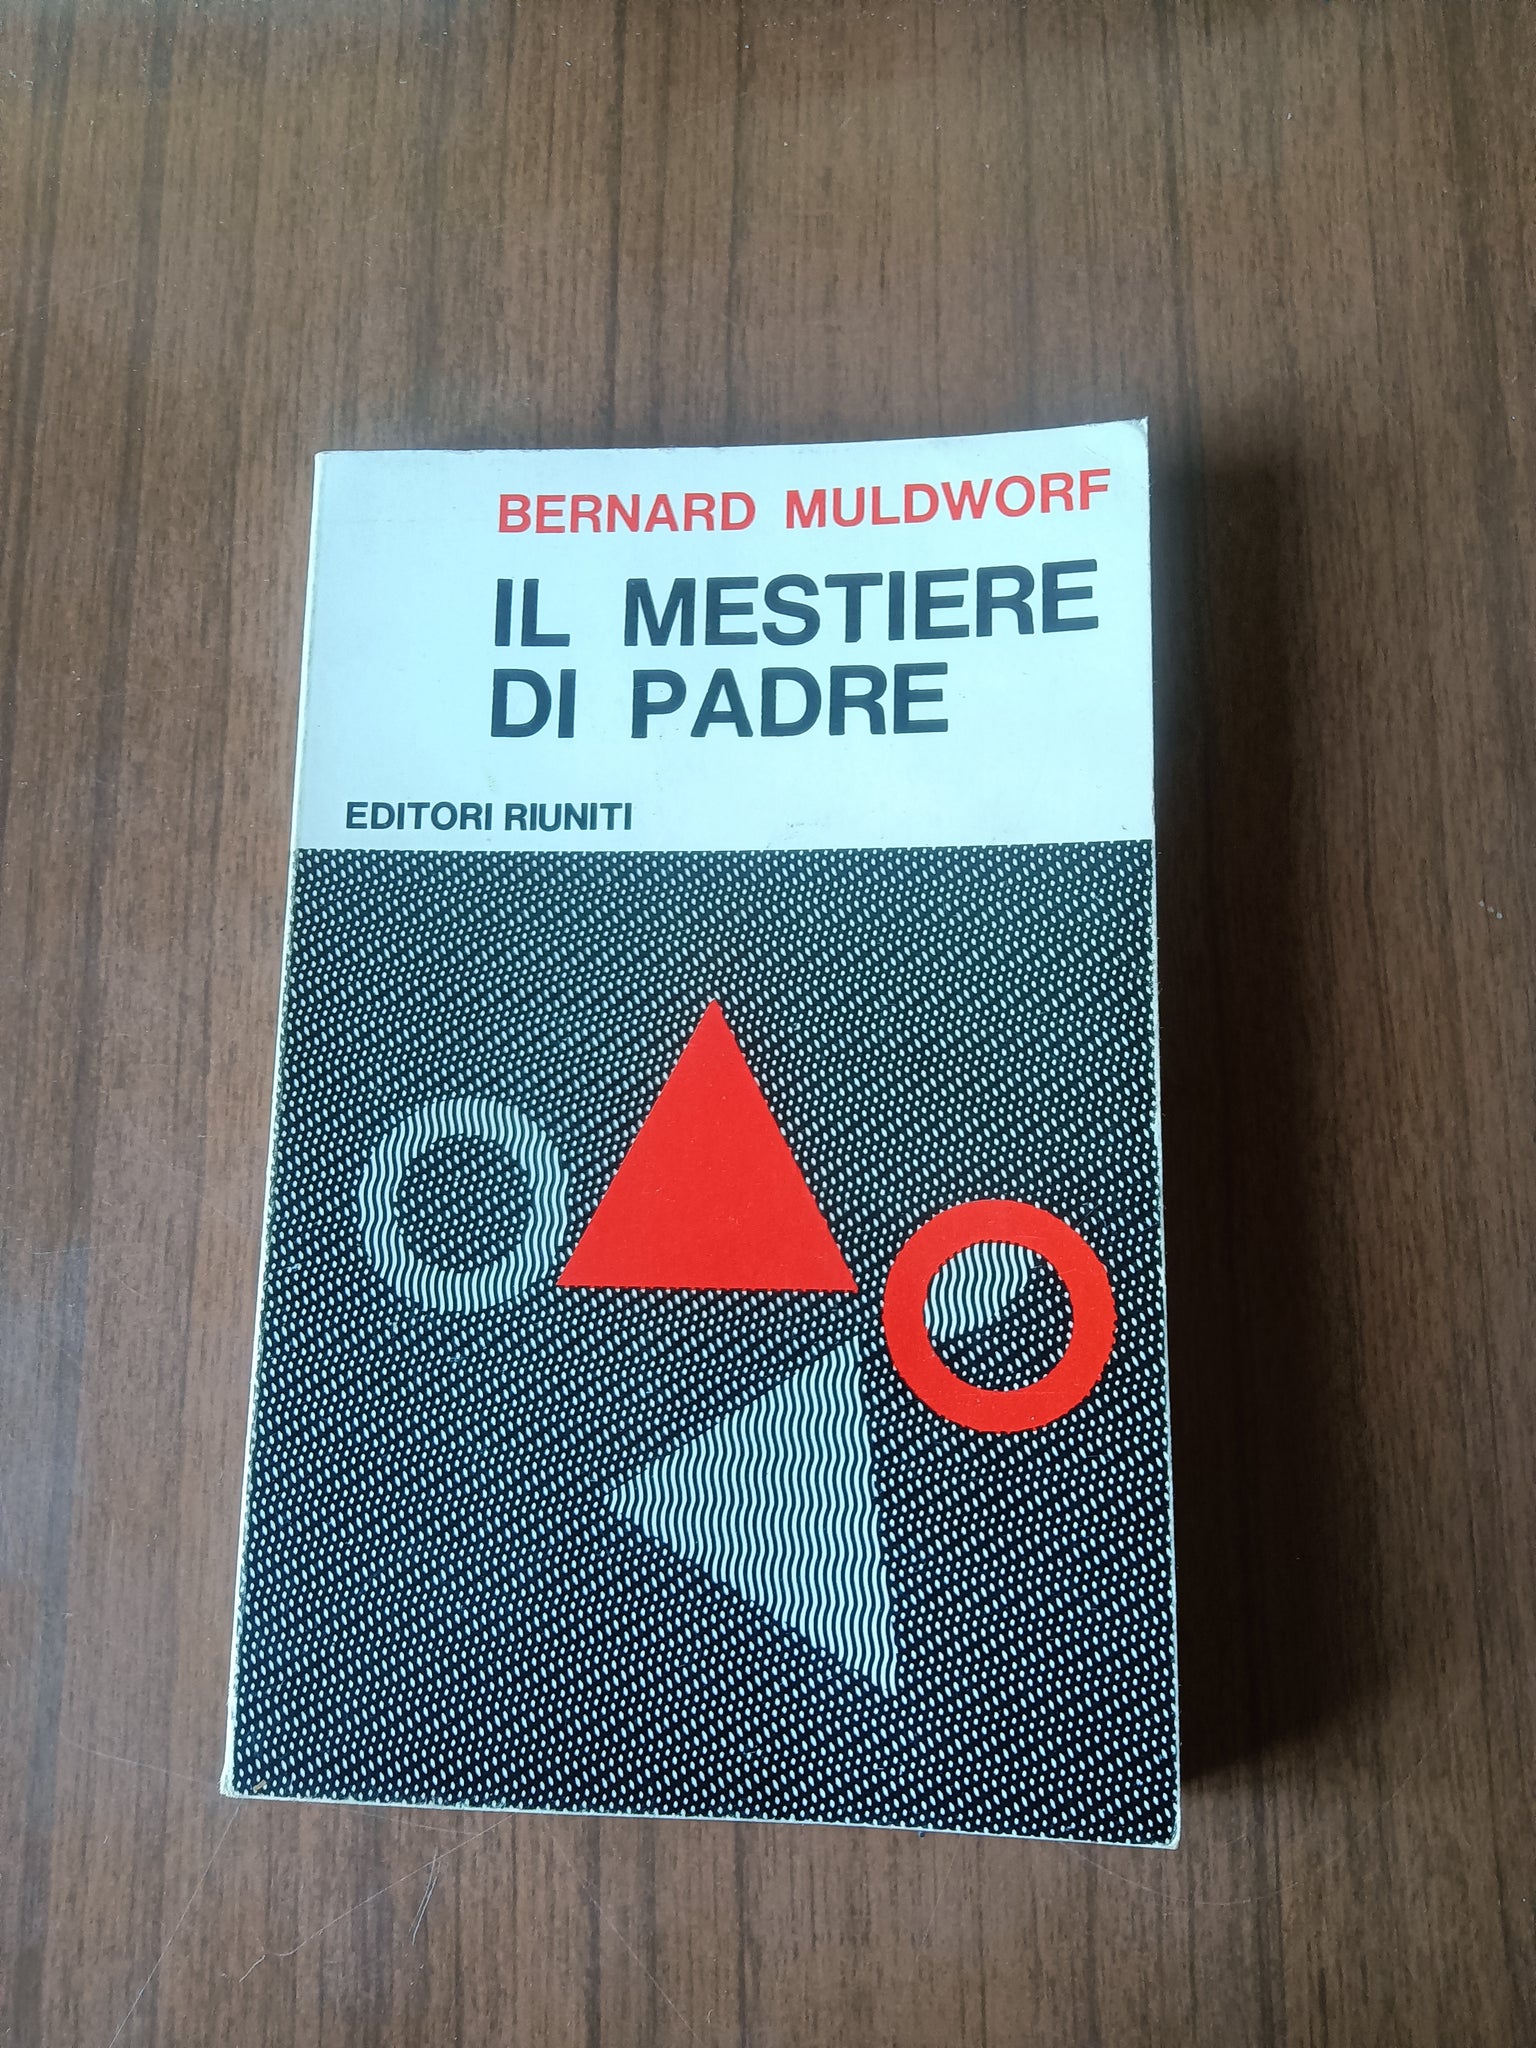 BERNARD MULDWORF
IL MESTIERE
DI PADRE
EDITORI RIUNITI